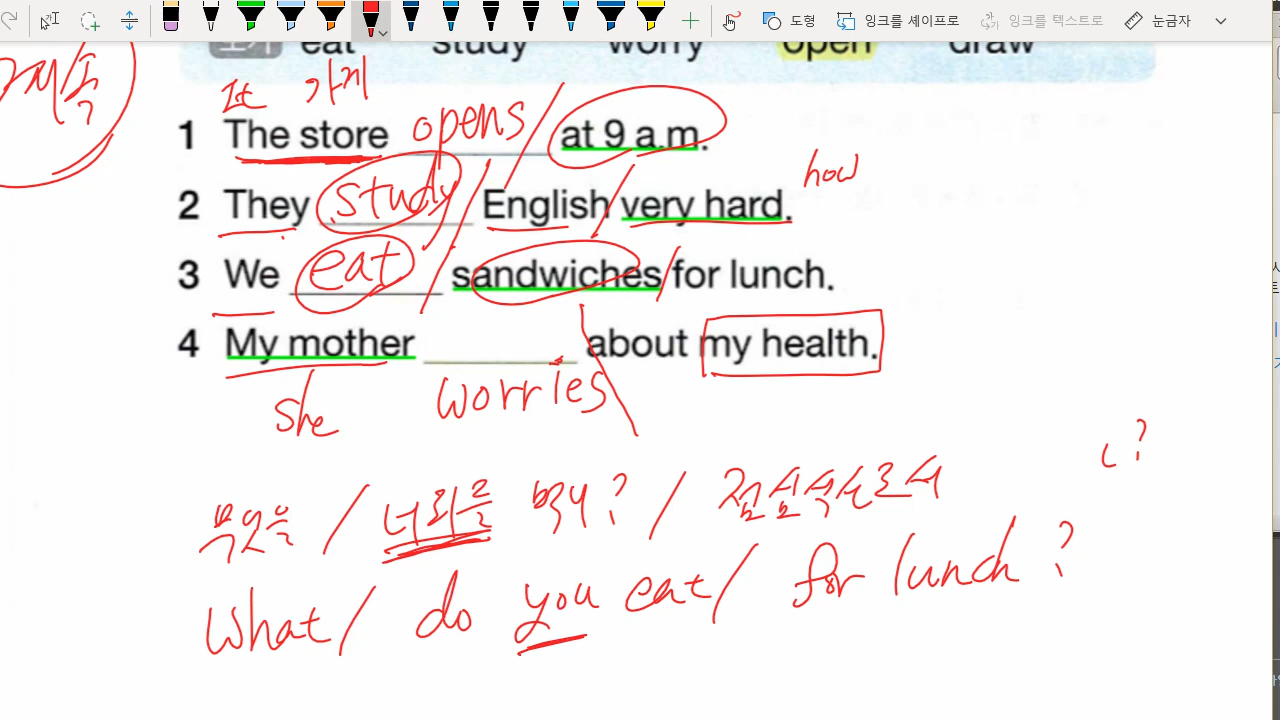 도형 잉크를 셰이프로 잉크를 텍스트로 눈금자
보기 eat study worry open draw
그 가게
1 The store opens / at 9 a.m.
how
2 They study / English / very hard.
3 We eat / sandwiches / for lunch.
4 My mother worries about my health.
she
무엇을 / 너희들 먹니? / 점심식사로서
What / do you eat / for lunch?